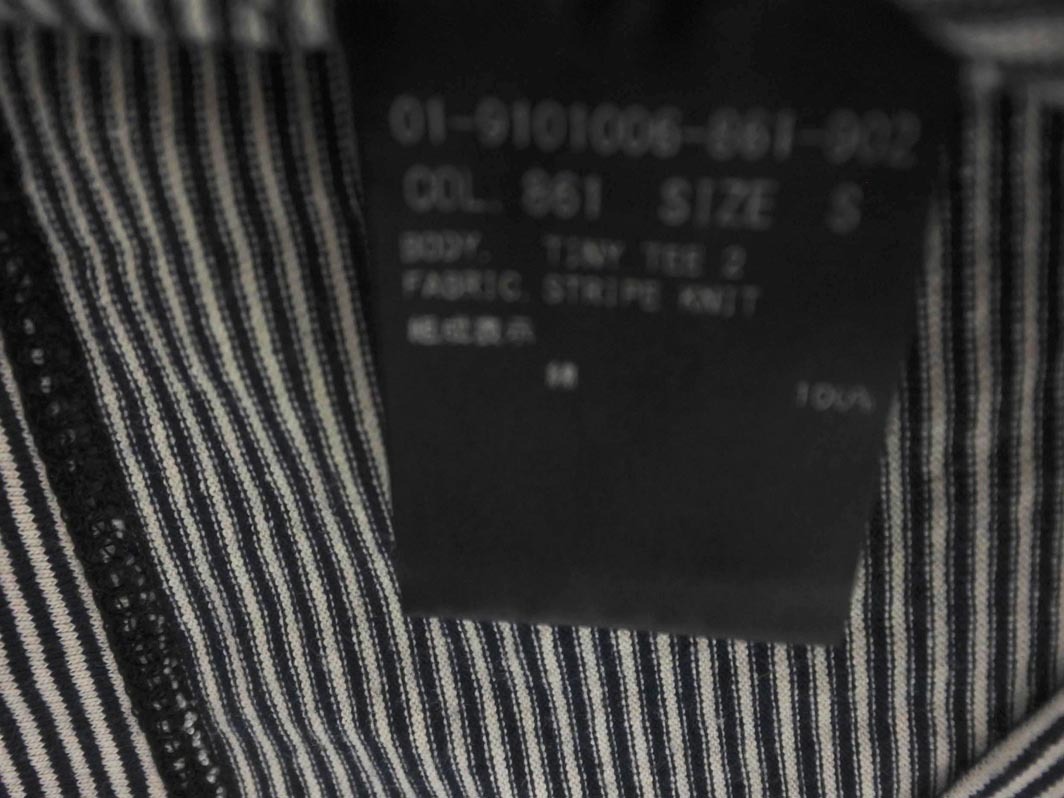 01-9101006-861-902
COL. 861 SIZE S
BODY. TINY TEE 2
FABRIC. STRIPE KNIT
組成表示
100%